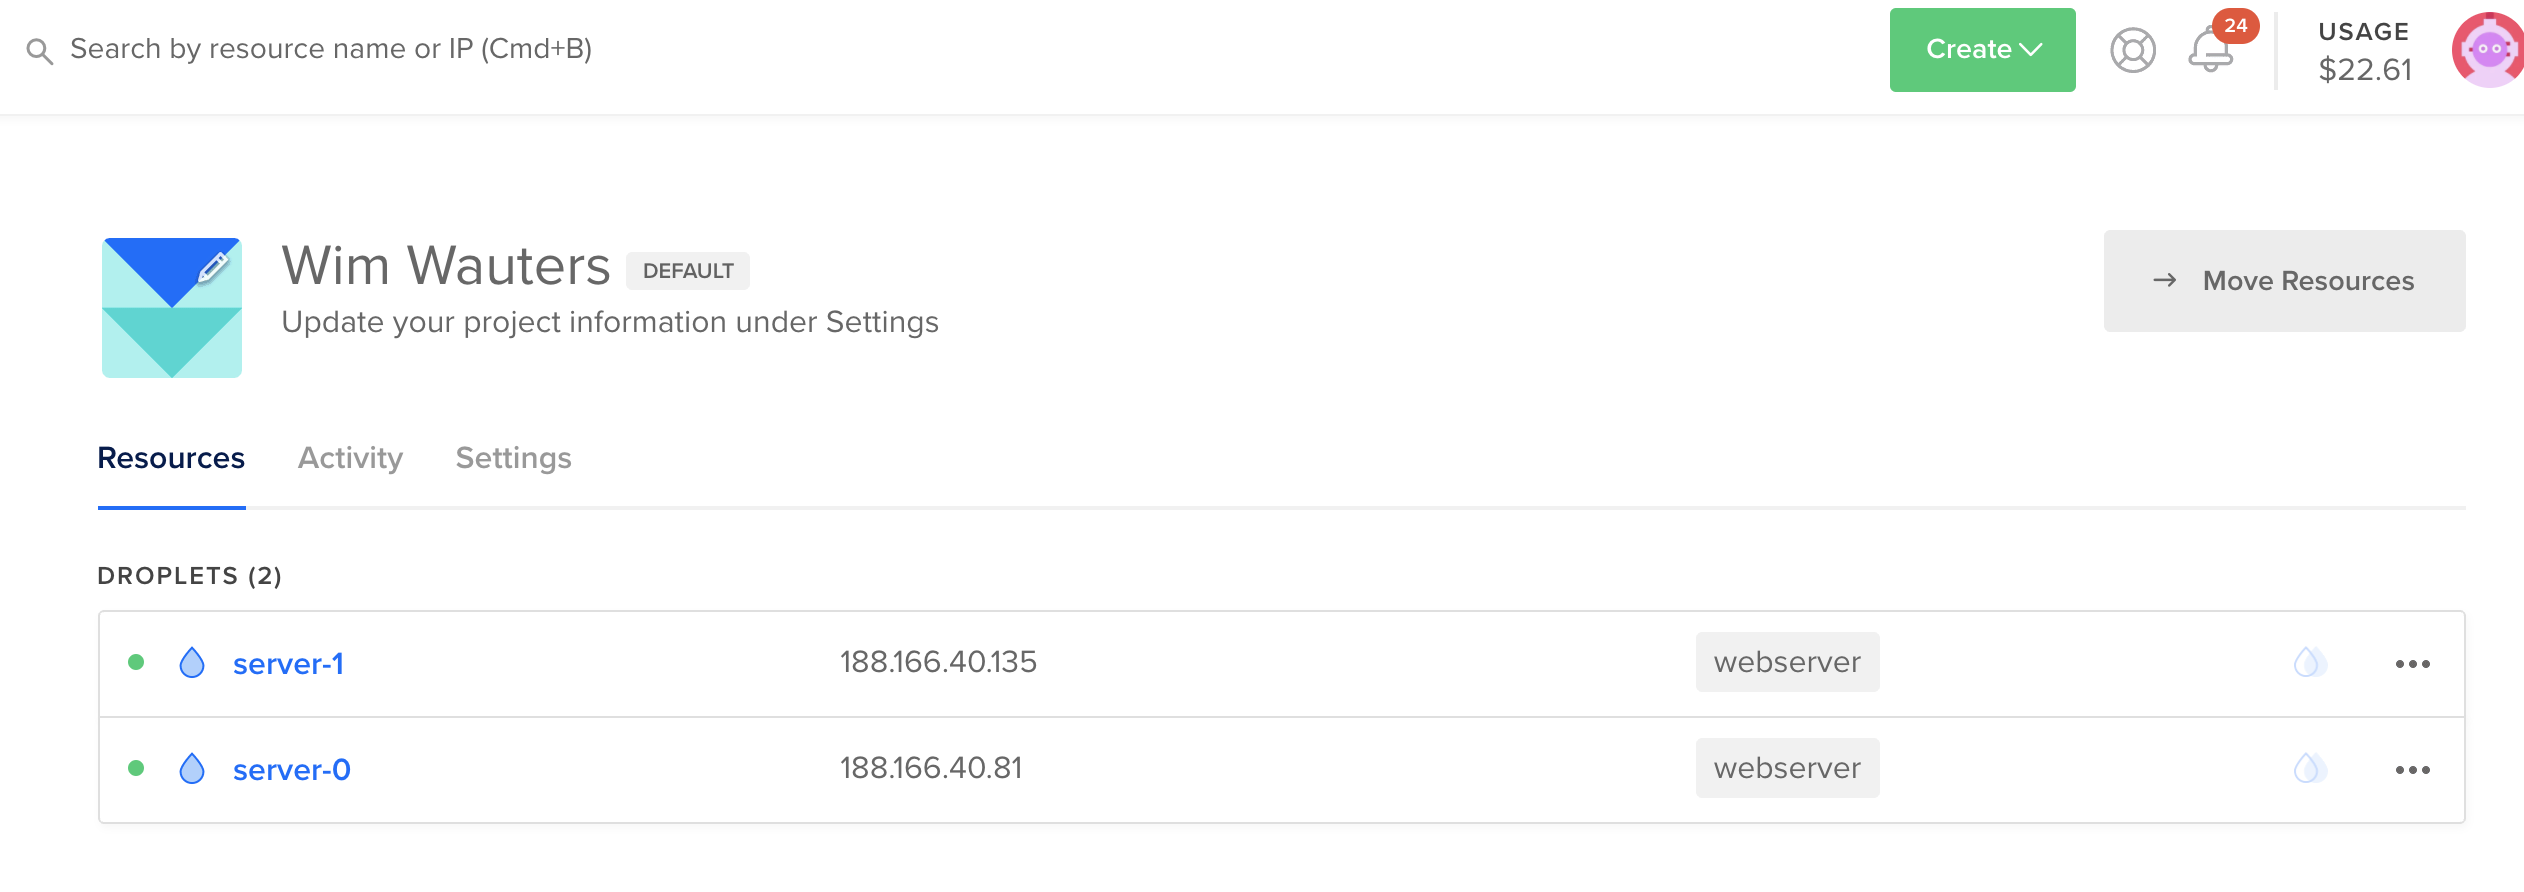 Search by resource name or IP (Cmd+B)
Create
24
USAGE
$22.61
Wim Wauters DEFAULT
Update your project information under Settings
Move Resources
Resources Activity Settings
DROPLETS (2)
server-1 188.166.40.135 webserver
server-0 188.166.40.81 webserver